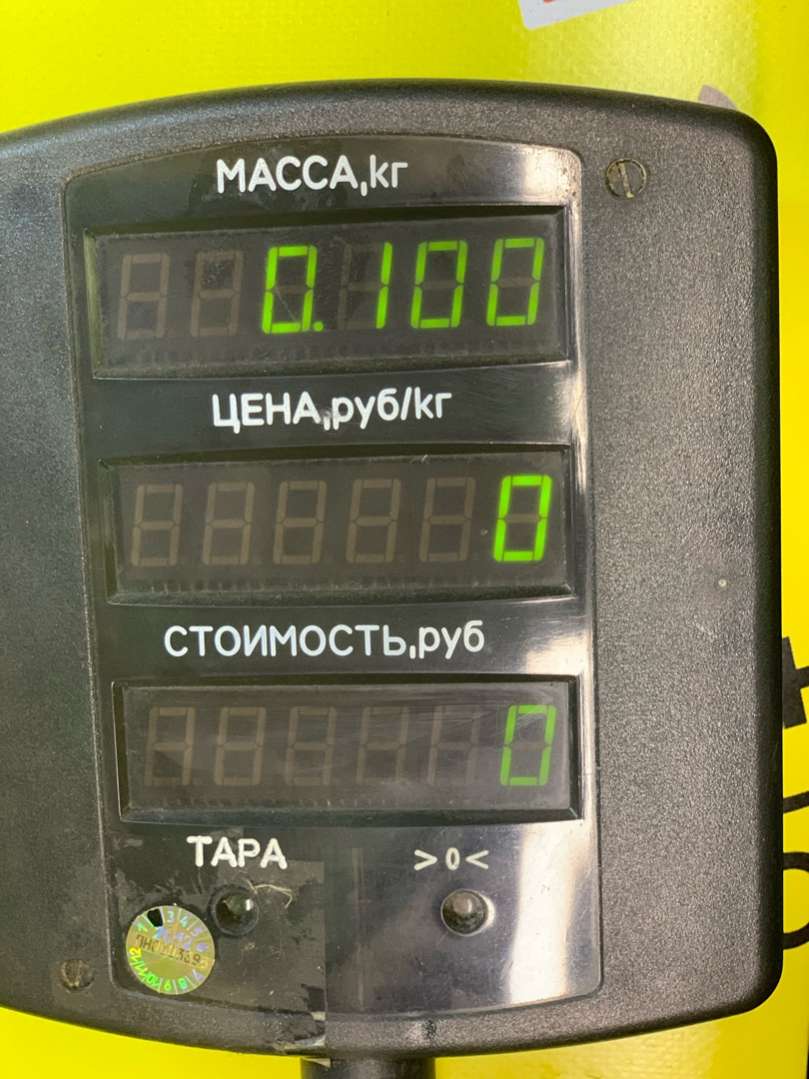 МАССА,кг
0.100
ЦЕНА,руб/кг
0
СТОИМОСТЬ,руб
0
ТАРА >0<